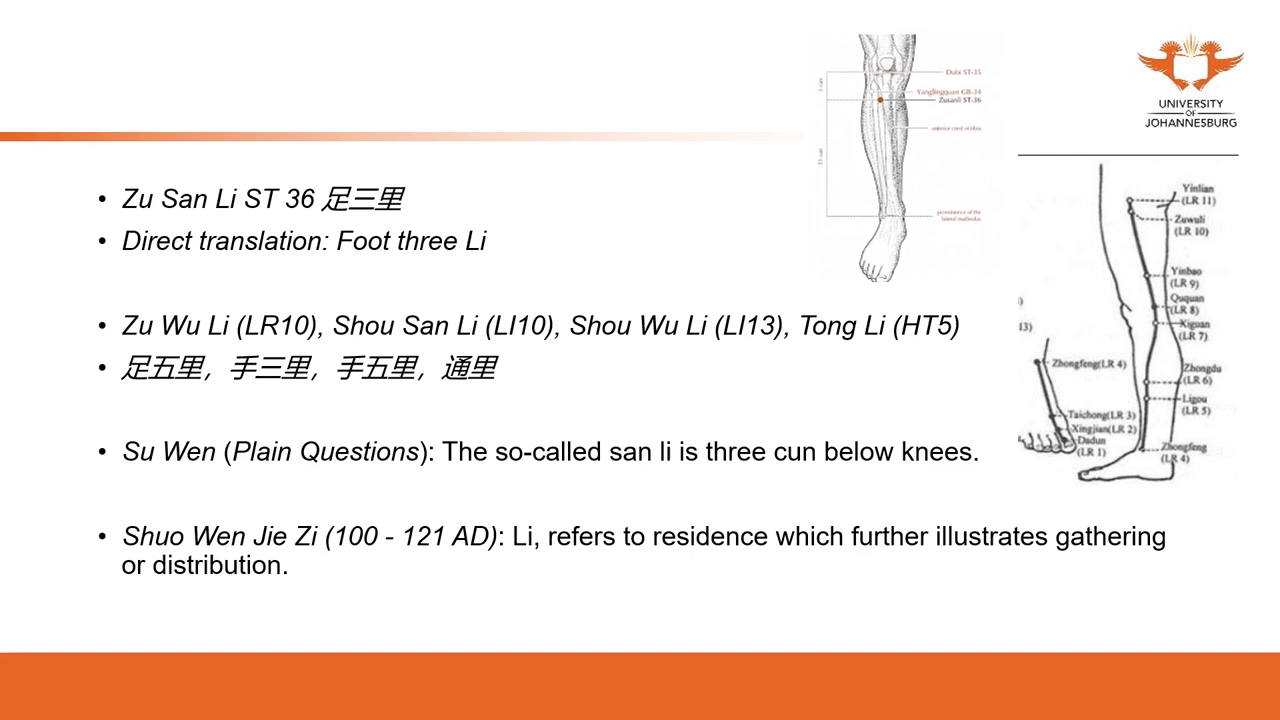 Dubi ST-35
Yanglingquan GB-34
Zusanli ST-36
3 cun
anterior crest of tibia
13 cun
prominence of the
lateral malleolus
UNIVERSITY
OF
JOHANNESBURG
• Zu San Li ST 36 足三里
• Direct translation: Foot three Li
• Zu Wu Li (LR10), Shou San Li (LI10), Shou Wu Li (LI13), Tong Li (HT5)
• 足五里，手三里，手五里，通里
• Su Wen (Plain Questions): The so-called san li is three cun below knees.
• Shuo Wen Jie Zi (100 - 121 AD): Li, refers to residence which further illustrates gathering
or distribution.
Yinlian
(LR 11)
Zuwuli
(LR 10)
Yinbao
(LR 9)
Ququan
(LR 8)
Xiguan
(LR 7)
Zhongdu
(LR 6)
Ligou
(LR 5)
Zhongfeng
(LR 4)
13)
Zhongfeng(LR 4)
Taichong(LR 3)
Xingjian(LR 2)
Dadun
(LR 1)